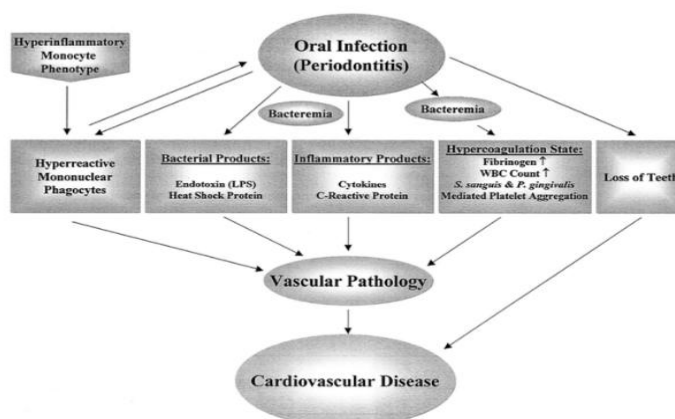 Hyperinflammatory
Monocyte
Phenotype
Oral Infection
(Periodontitis)
Bacteremia
Bacteremia
Hyperreactive
Mononuclear
Phagocytes
Bacterial Products:
Endotoxin (LPS)
Heat Shock Protein
Inflammatory Products:
Cytokines
C-Reactive Protein
Hypercoagulation State:
Fibrinogen ↑
WBC Count ↑
S. sanguis & P. gingivalis
Mediated Platelet Aggregation
Loss of Teeth
Vascular Pathology
Cardiovascular Disease